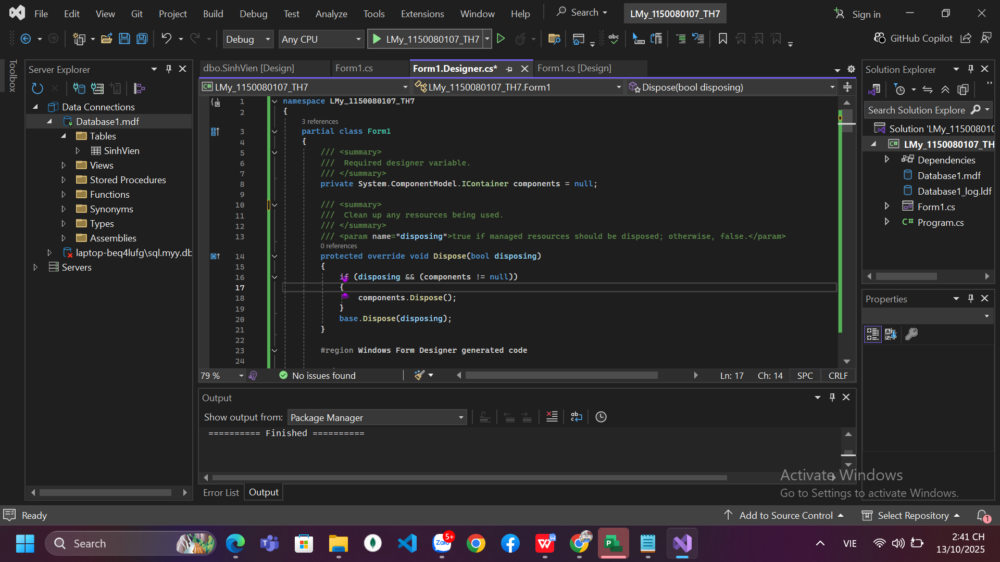 File Edit View Git Project Build Debug Test Analyze Tools Extensions Window Help Search LMy_1150080107_TH7 Sign in
Debug Any CPU LMy_1150080107_TH7 GitHub Copilot
Toolbox
Server Explorer
Data Connections
Database1.mdf
Tables
SinhVien
Views
Stored Procedures
Functions
Synonyms
Types
Assemblies
laptop-beq4lufg\sql.myy.db
Servers
dbo.SinhVien [Design] Form1.cs Form1.Designer.cs* Form1.cs [Design]
LMy_1150080107_TH7 LMy_1150080107_TH7.Form1 Dispose(bool disposing)
1 namespace LMy_1150080107_TH7
2 {
3 references
3 partial class Form1
4 {
5 /// <summary>
6 /// Required designer variable.
7 /// </summary>
8 private System.ComponentModel.IContainer components = null;
9
10 /// <summary>
11 /// Clean up any resources being used.
12 /// </summary>
13 /// <param name="disposing">true if managed resources should be disposed; otherwise, false.</param>
0 references
14 protected override void Dispose(bool disposing)
15 {
16 if (disposing && (components != null))
17 {
18 components.Dispose();
19 }
20 base.Dispose(disposing);
21 }
22
23 #region Windows Form Designer generated code
24
79 % No issues found Ln: 17 Ch: 14 SPC CRLF
Output
Show output from: Package Manager
========== Finished ==========
Error List Output
Solution Explorer
Search Solution Explore
Solution 'LMy_11500801
LMy_1150080107_TH
Dependencies
Database1.mdf
Database1_log.ldf
Form1.cs
C# Program.cs
Properties
Activate Windows
Go to Settings to activate Windows.
Ready Add to Source Control Select Repository 1
Search 5+ Zalo VIE 2:41 CH
13/10/2025